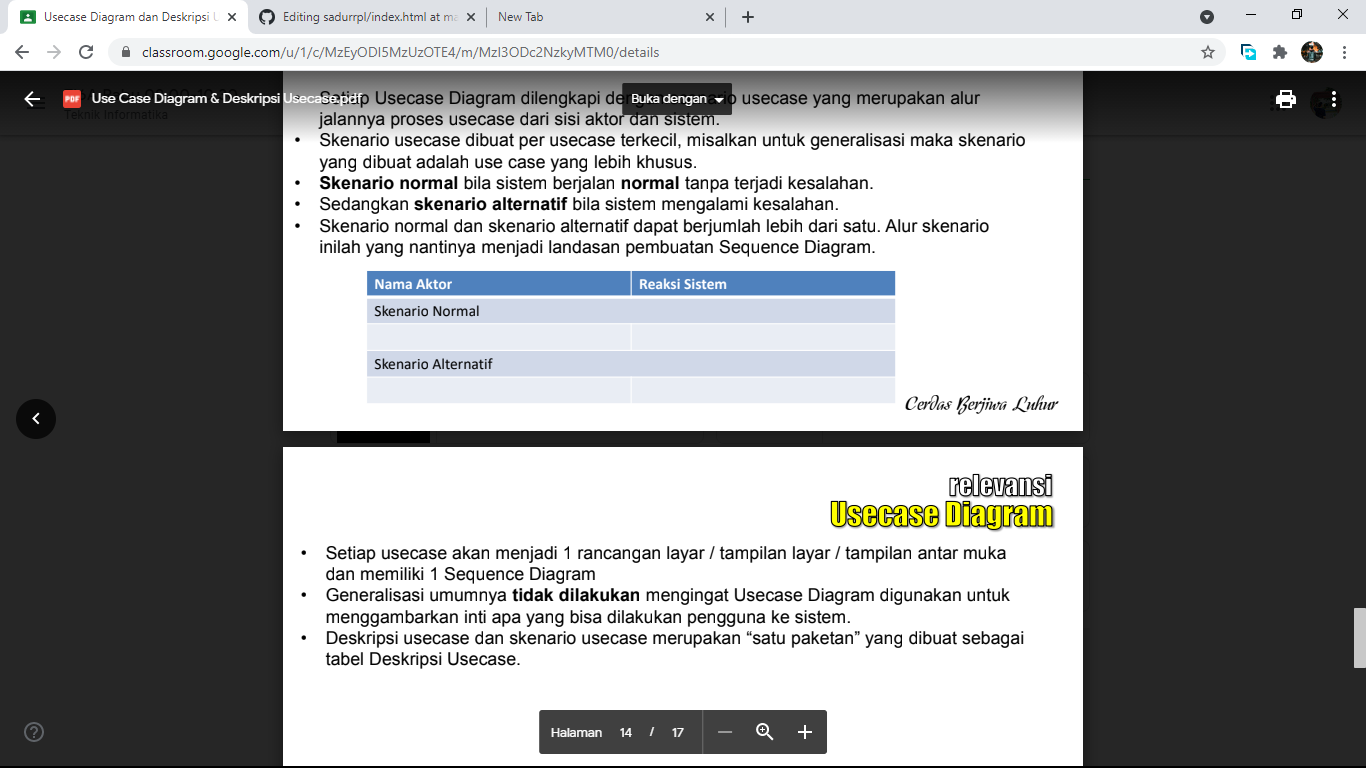 Usecase Diagram dan Deskripsi U
Editing sadurrpl/index.html at ma
New Tab
classroom.google.com/u/1/c/MzEyODI5MzUzOTE4/m/MzI3ODc2NzkyMTM0/details
Use Case Diagram & Deskripsi Usecase.pdf
Buka dengan
Teknik Informatika
Setiap Usecase Diagram dilengkapi usecase yang merupakan alur
jalannya proses usecase dari sisi aktor dan sistem.
• Skenario usecase dibuat per usecase terkecil, misalkan untuk generalisasi maka skenario
yang dibuat adalah use case yang lebih khusus.
• Skenario normal bila sistem berjalan normal tanpa terjadi kesalahan.
• Sedangkan skenario alternatif bila sistem mengalami kesalahan.
• Skenario normal dan skenario alternatif dapat berjumlah lebih dari satu. Alur skenario
inilah yang nantinya menjadi landasan pembuatan Sequence Diagram.
Nama Aktor Reaksi Sistem
Skenario Normal
Skenario Alternatif
Cerdas Berjiwa Luhur
relevansi
Usecase Diagram
• Setiap usecase akan menjadi 1 rancangan layar / tampilan layar / tampilan antar muka
dan memiliki 1 Sequence Diagram
• Generalisasi umumnya tidak dilakukan mengingat Usecase Diagram digunakan untuk
menggambarkan inti apa yang bisa dilakukan pengguna ke sistem.
• Deskripsi usecase dan skenario usecase merupakan “satu paketan” yang dibuat sebagai
tabel Deskripsi Usecase.
Halaman 14 / 17